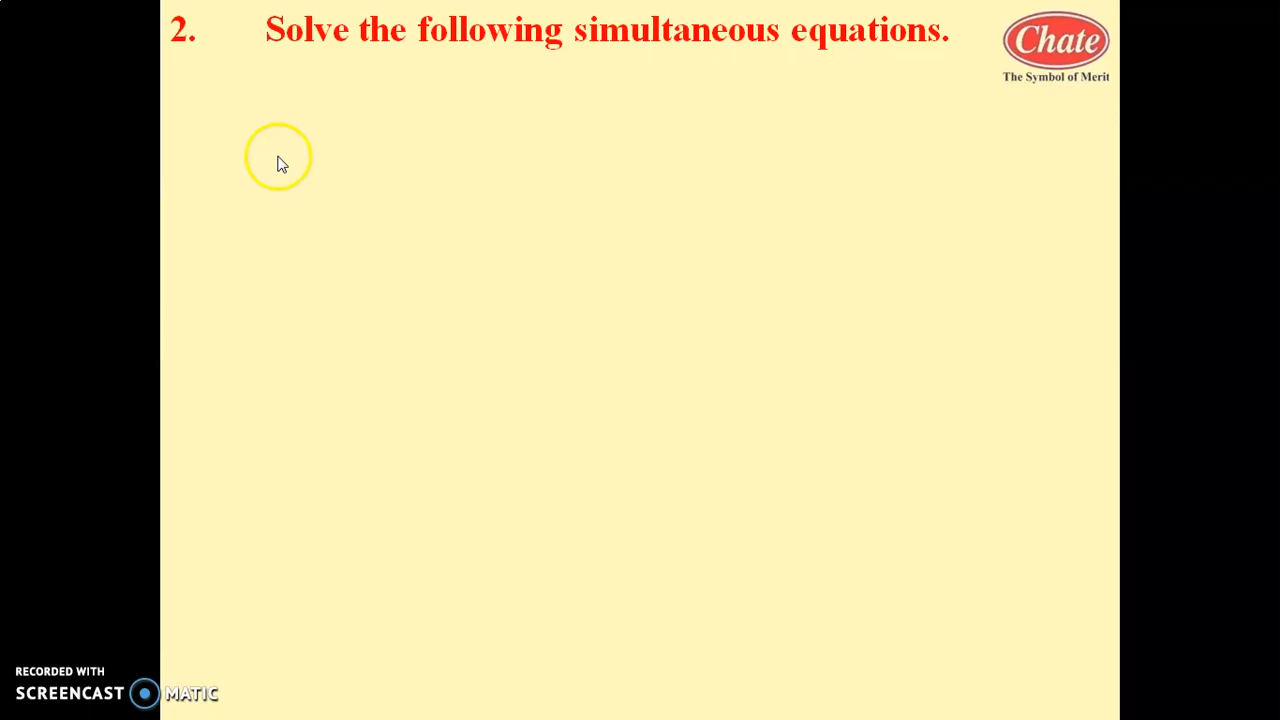 2. Solve the following simultaneous equations.
Chate
The Symbol of Merit
RECORDED WITH
SCREENCAST MATIC